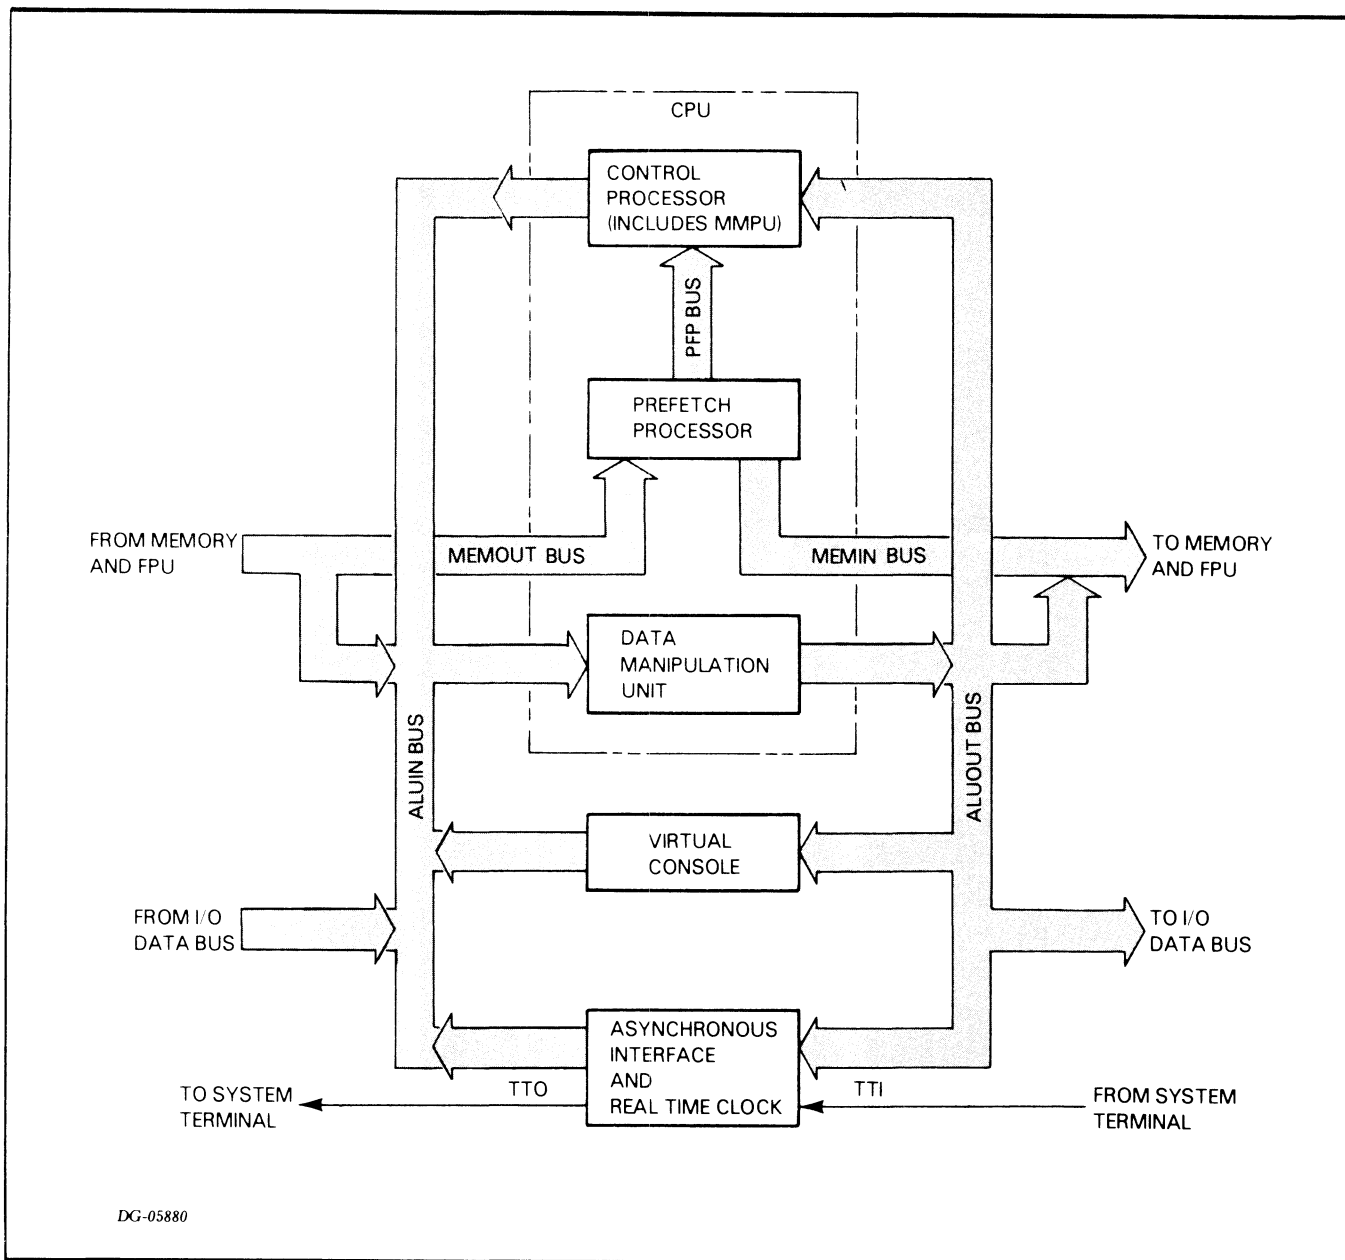 CPU
CONTROL
PROCESSOR
(INCLUDES MMPU)
PFP BUS
PREFETCH
PROCESSOR
FROM MEMORY
AND FPU
MEMOUT BUS
MEMIN BUS
TO MEMORY
AND FPU
DATA
MANIPULATION
UNIT
ALUIN BUS
ALUOUT BUS
VIRTUAL
CONSOLE
FROM I/O
DATA BUS
TO I/O
DATA BUS
ASYNCHRONOUS
INTERFACE
AND
REAL TIME CLOCK
TO SYSTEM
TERMINAL
TTO
TTI
FROM SYSTEM
TERMINAL
DG-05880